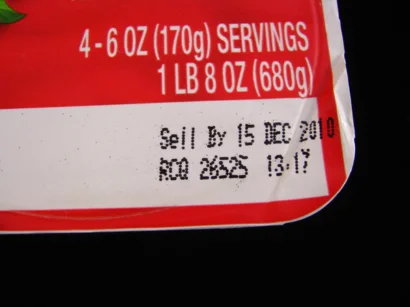 4-6 OZ (170g) SERVINGS
1 LB 8 OZ (680g)
Sell By 15 DEC 2010
RCQ 26525 13:17